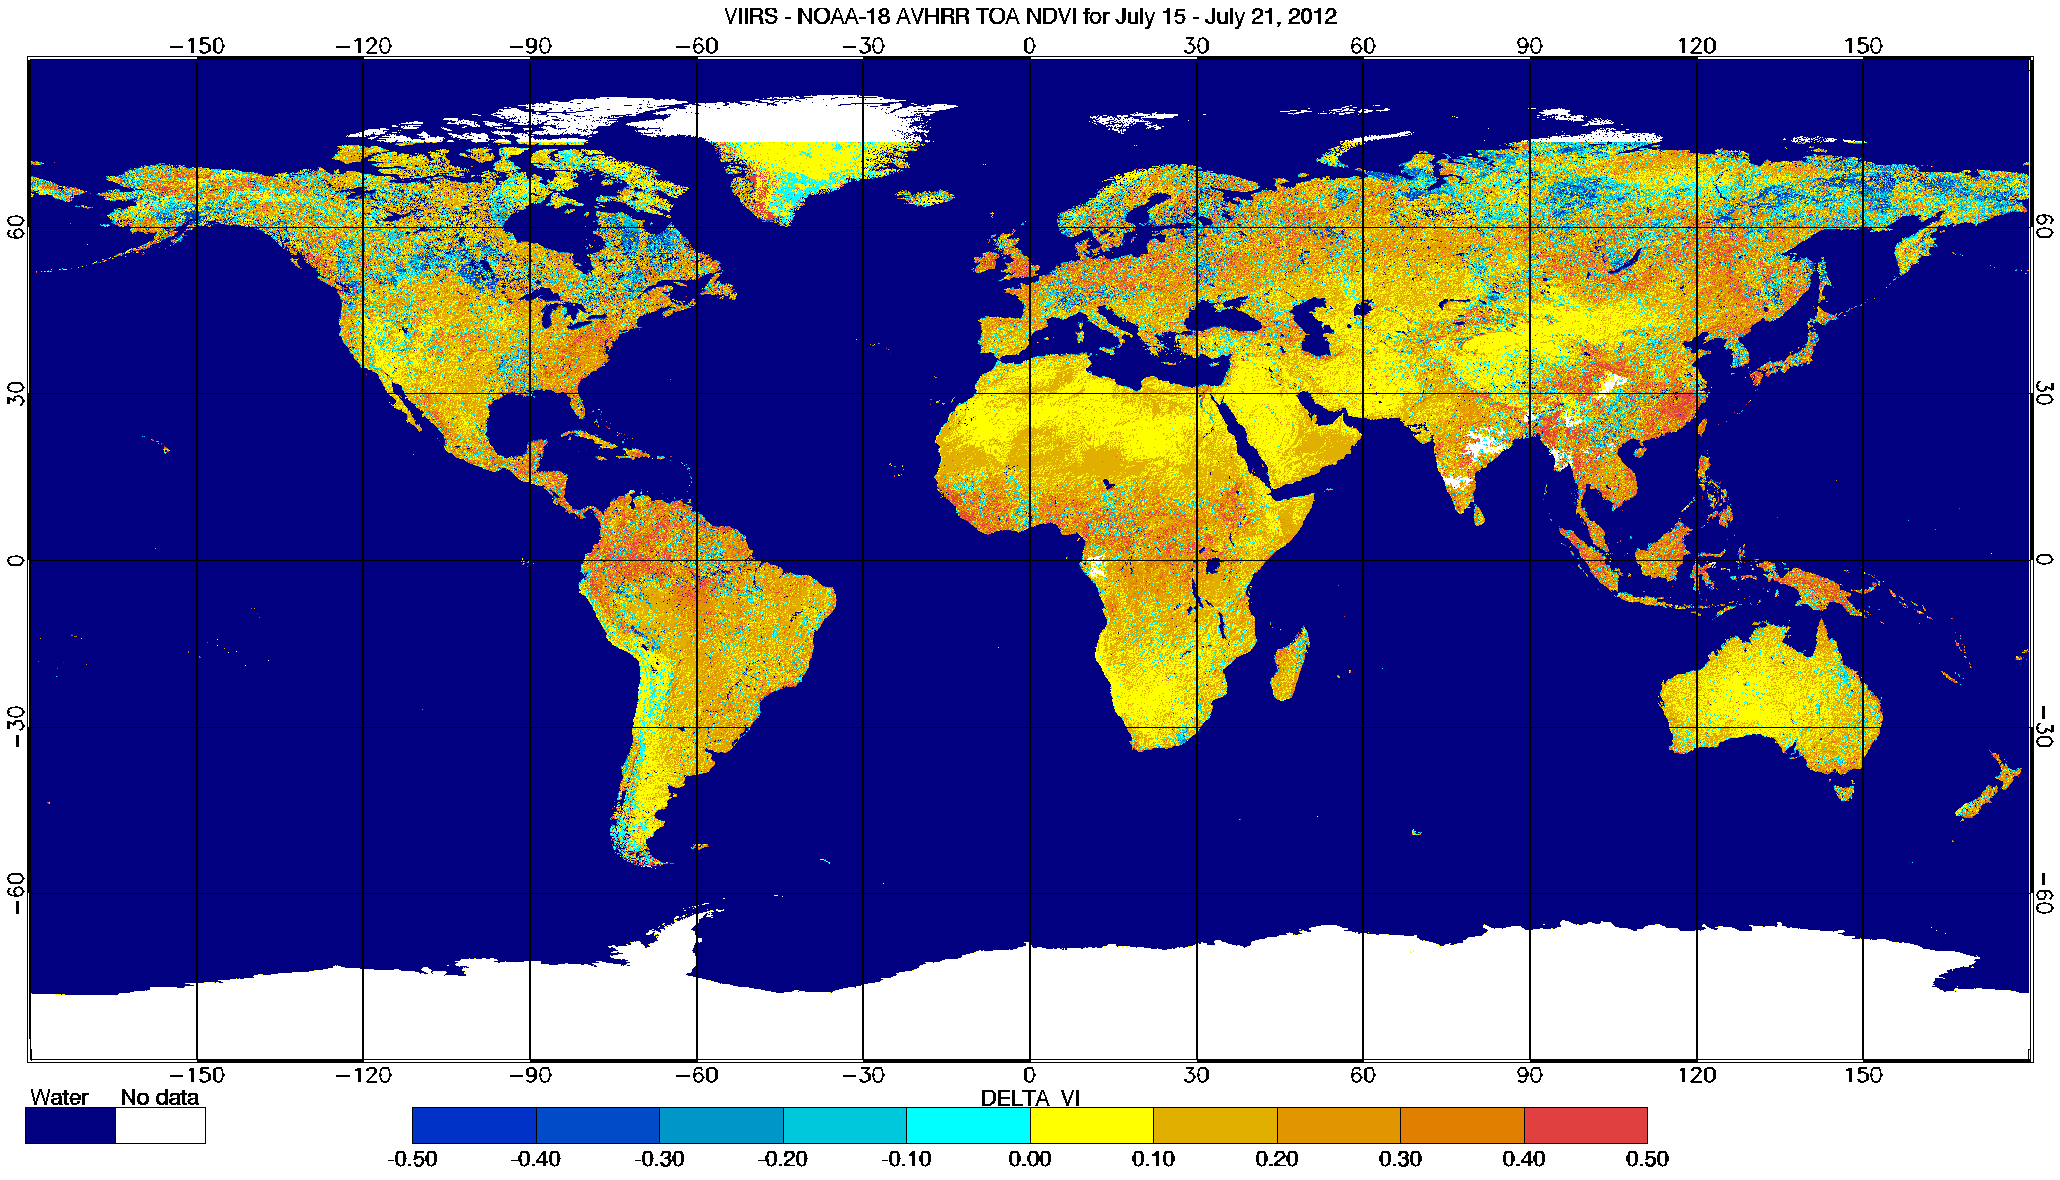 VIIRS - NOAA-18 AVHRR TOA NDVI for July 15 - July 21, 2012
-150 -120 -90 -60 -30 0 30 60 90 120 150
60 60
30 30
0 0
-30 -30
-60 -60
-150 -120 -90 -60 -30 0 30 60 90 120 150
Water No data DELTA VI
-0.50 -0.40 -0.30 -0.20 -0.10 0.00 0.10 0.20 0.30 0.40 0.50